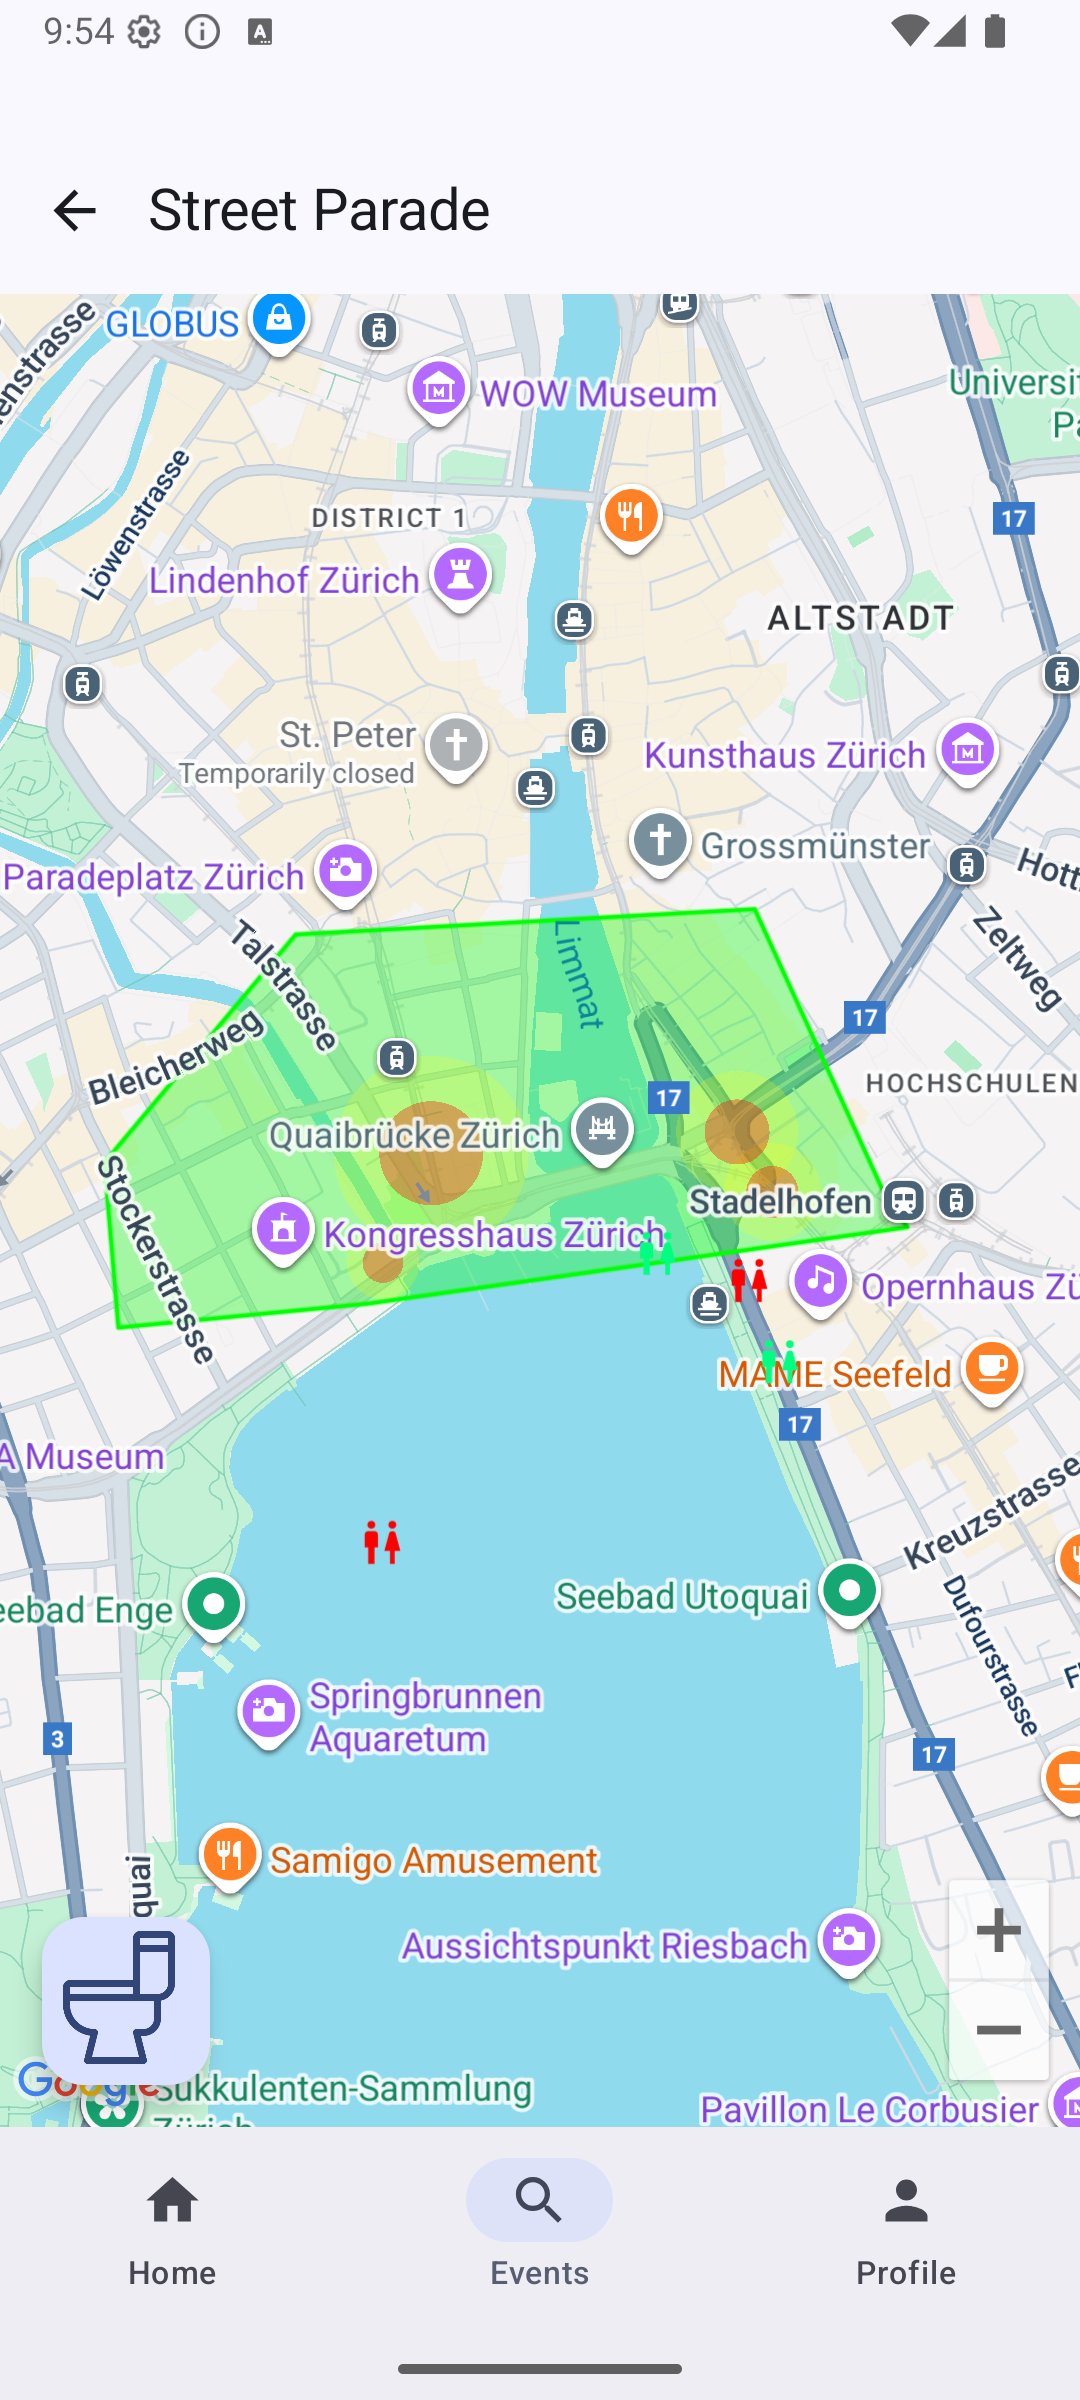 9:54
A
Street Parade
GLOBUS
WOW Museum
Löwenstrasse
DISTRICT 1
17
Lindenhof Zürich
ALTSTADT
St. Peter
Temporarily closed
Kunsthaus Zürich
Grossmünster
Paradeplatz Zürich
Zeltweg
Talstrasse
Limmat
17
Bleicherweg
17
HOCHSCHULEN
Quaibrücke Zürich
Stockerstrasse
Stadelhofen
Kongresshaus Zürich
Opernhaus Zü
MAME Seefeld
17
A Museum
Kreuzstrasse
Seebad Utoquai
eebad Enge
Dufourstrasse
Springbrunnen
Aquaretum
3
17
Samigo Amusement
quai
Aussichtspunkt Riesbach
Google
Sukkulenten-Sammlung
Zürich
Pavillon Le Corbusier
Home
Events
Profile